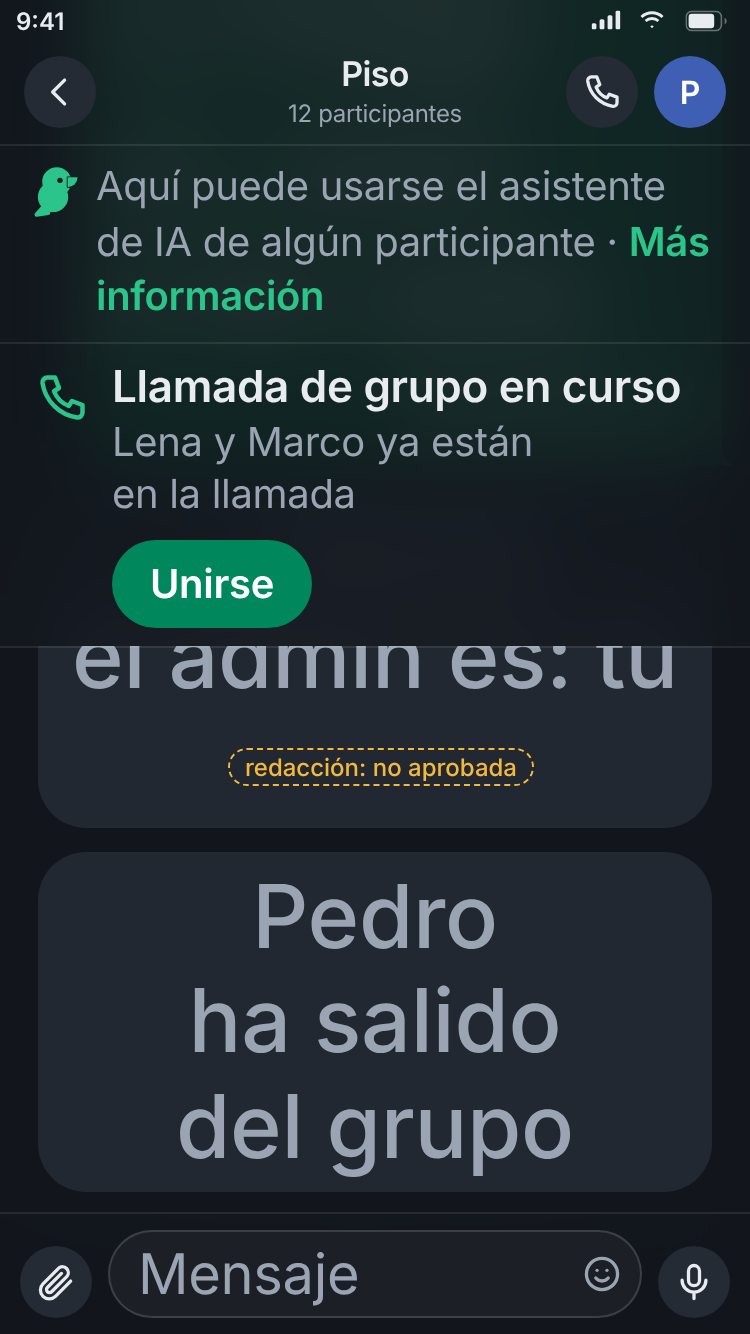 9:41
Piso
12 participantes
P
Aquí puede usarse el asistente
de IA de algún participante · Más
información
Llamada de grupo en curso
Lena y Marco ya están
en la llamada
Unirse
el admin es: tú
redacción: no aprobada
Pedro
ha salido
del grupo
Mensaje